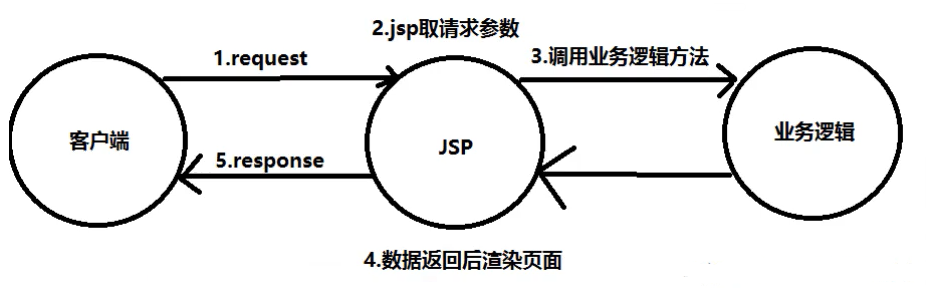 2.jsp取请求参数
1.request
3.调用业务逻辑方法
客户端
JSP
业务逻辑
5.response
4.数据返回后渲染页面